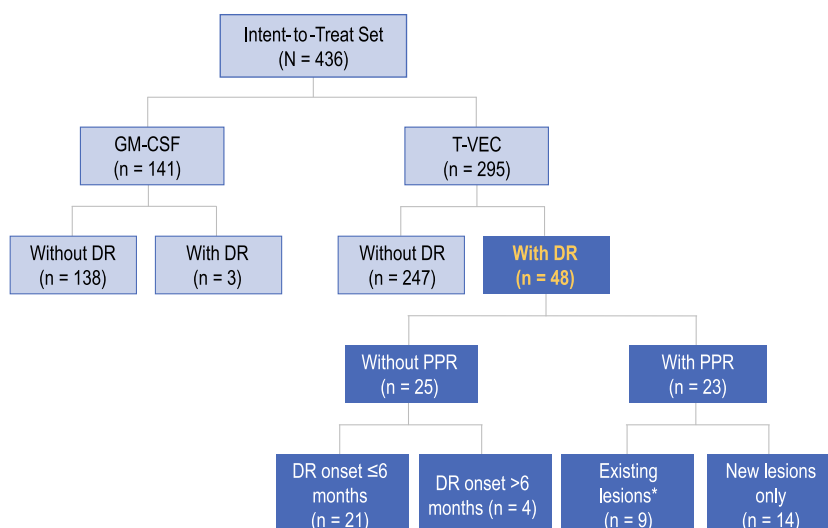 Intent-to-Treat Set
(N = 436)
GM-CSF
(n = 141)
T-VEC
(n = 295)
Without DR
(n = 138)
With DR
(n = 3)
Without DR
(n = 247)
With DR
(n = 48)
Without PPR
(n = 25)
With PPR
(n = 23)
DR onset ≤6
months
(n = 21)
DR onset >6
months (n = 4)
Existing
lesions*
(n = 9)
New lesions
only
(n = 14)